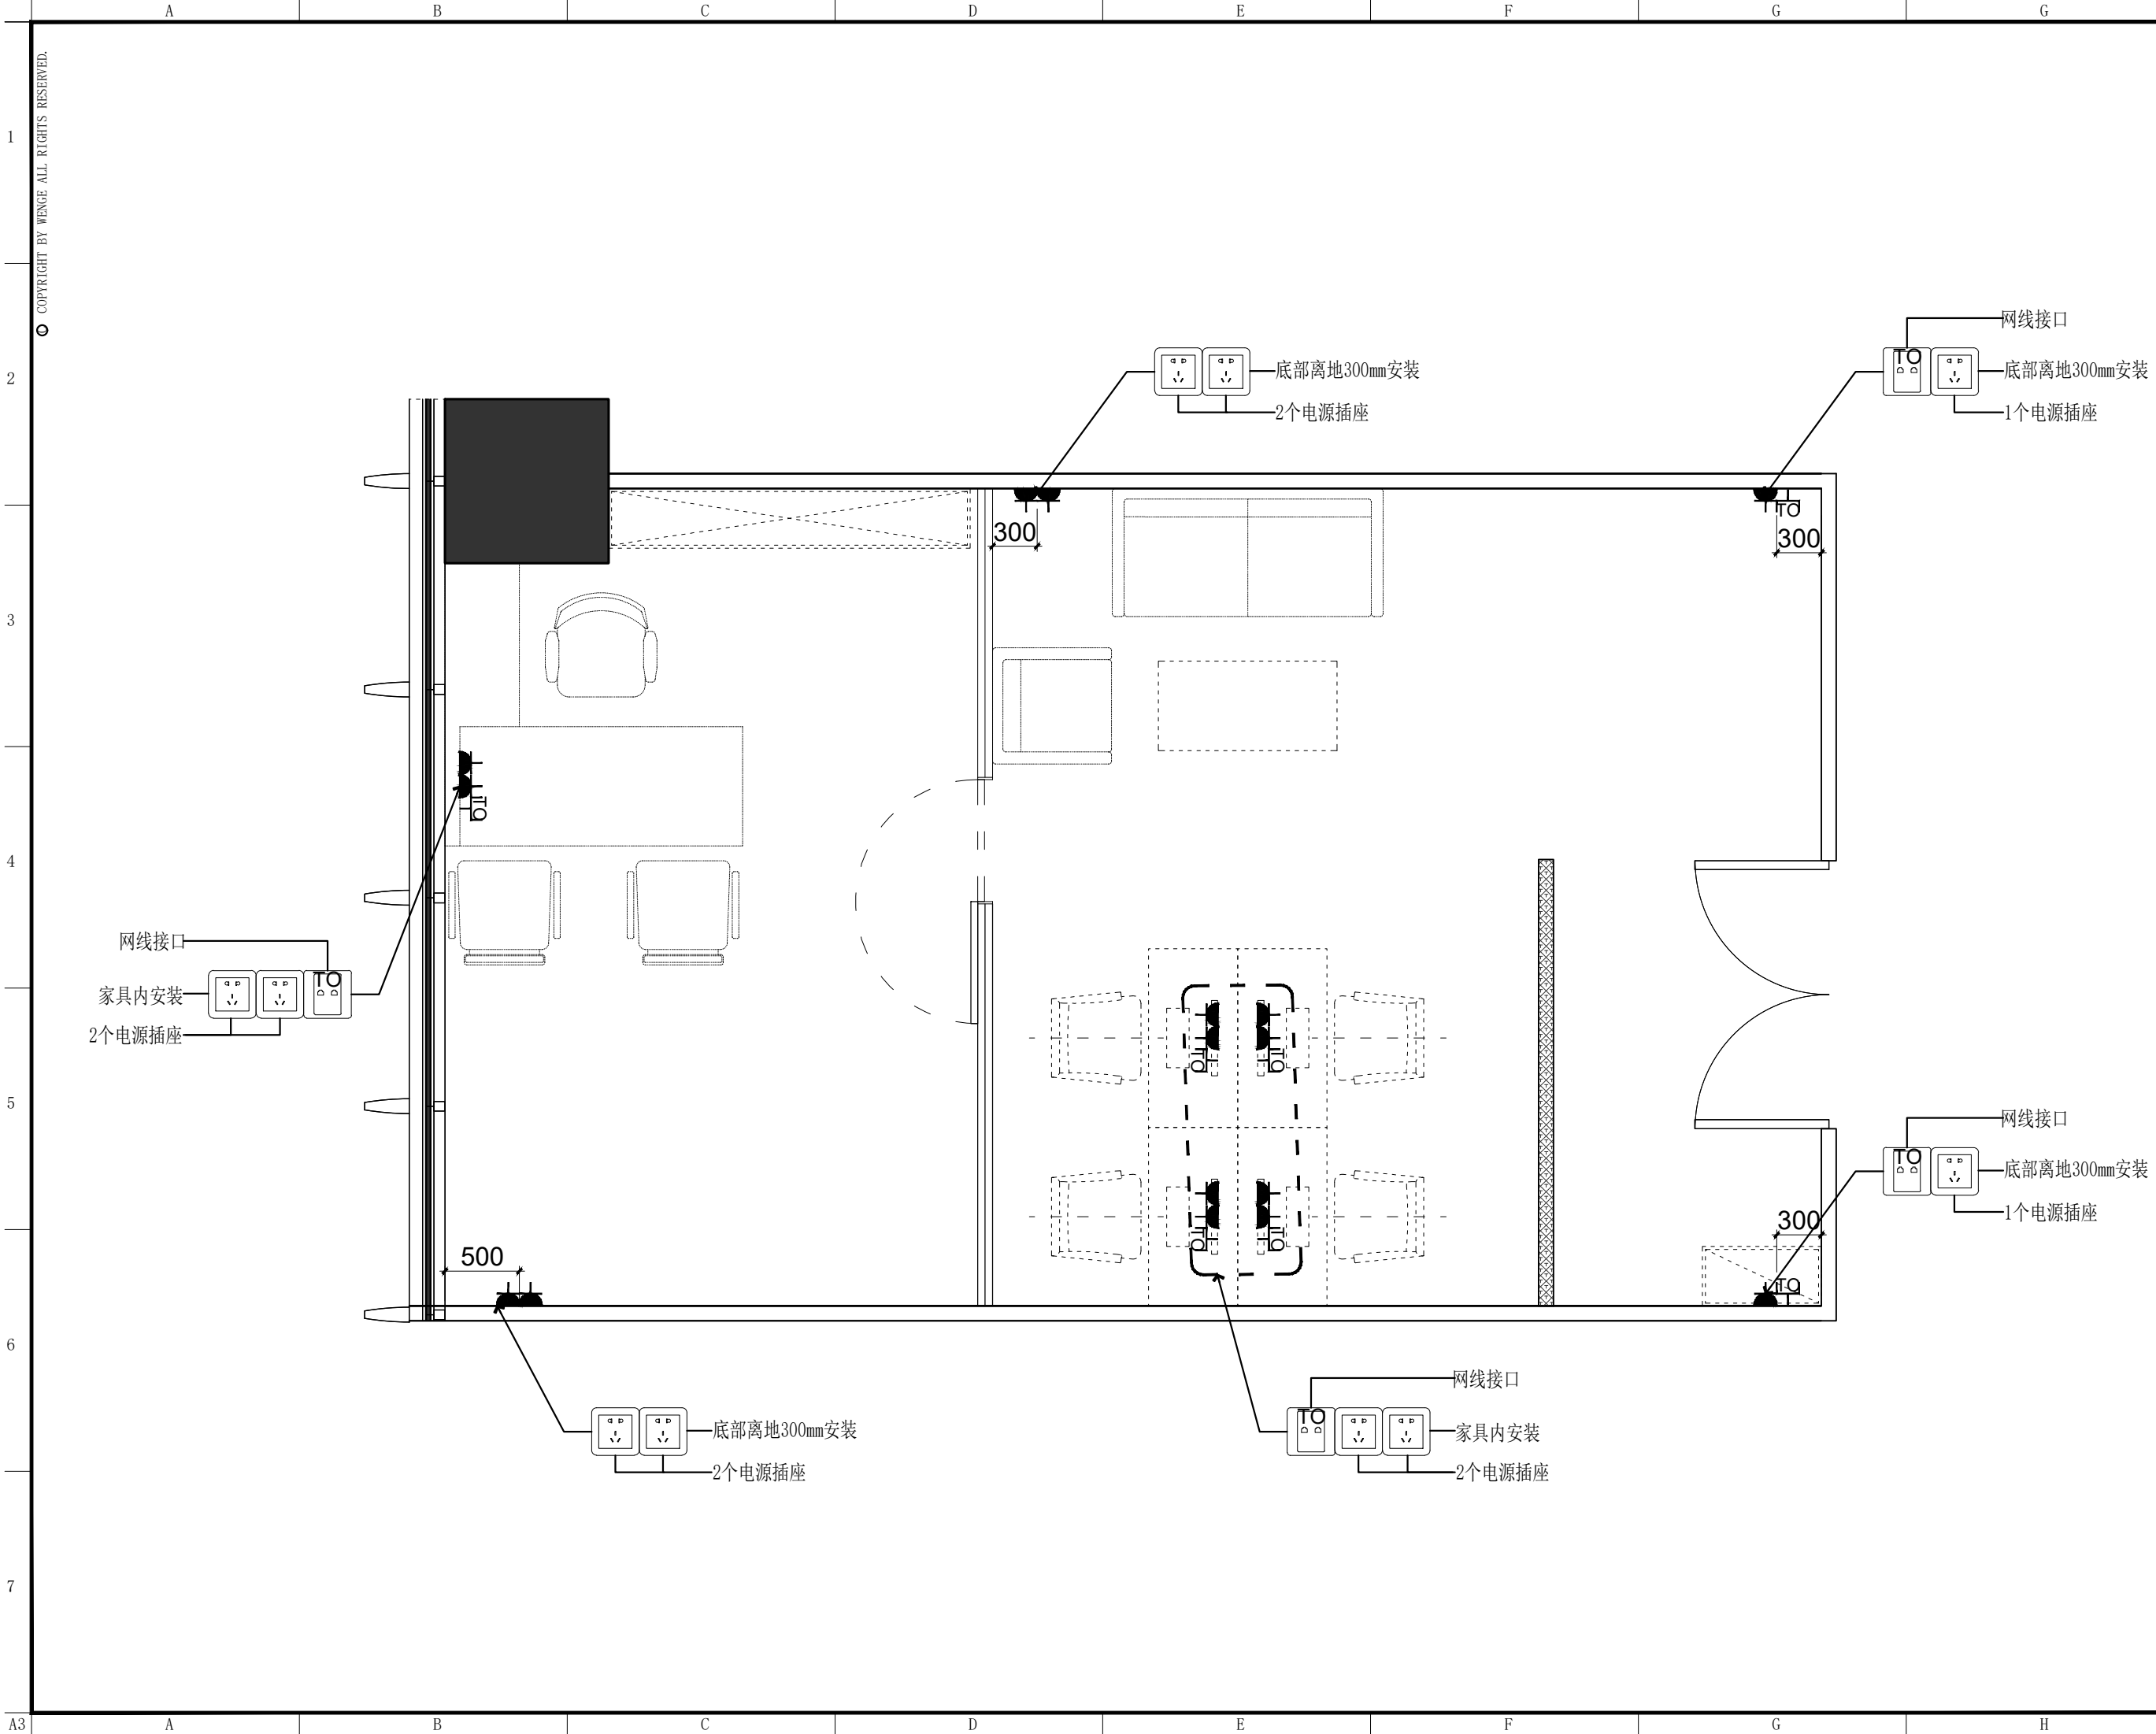 A B C D E F G G
© COPYRIGHT BY WENGE ALL RIGHTS RESERVED.
1
2
3
4
5
6
7
网线接口
TO
底部离地300mm安装
2个电源插座
底部离地300mm安装
1个电源插座
300
TO
300
TO
网线接口
TO
家具内安装
2个电源插座
TO
TO
TO
TO
网线接口
TO
底部离地300mm安装
1个电源插座
300
TO
500
网线接口
TO
底部离地300mm安装
2个电源插座
家具内安装
2个电源插座
A3 A B C D E F G H